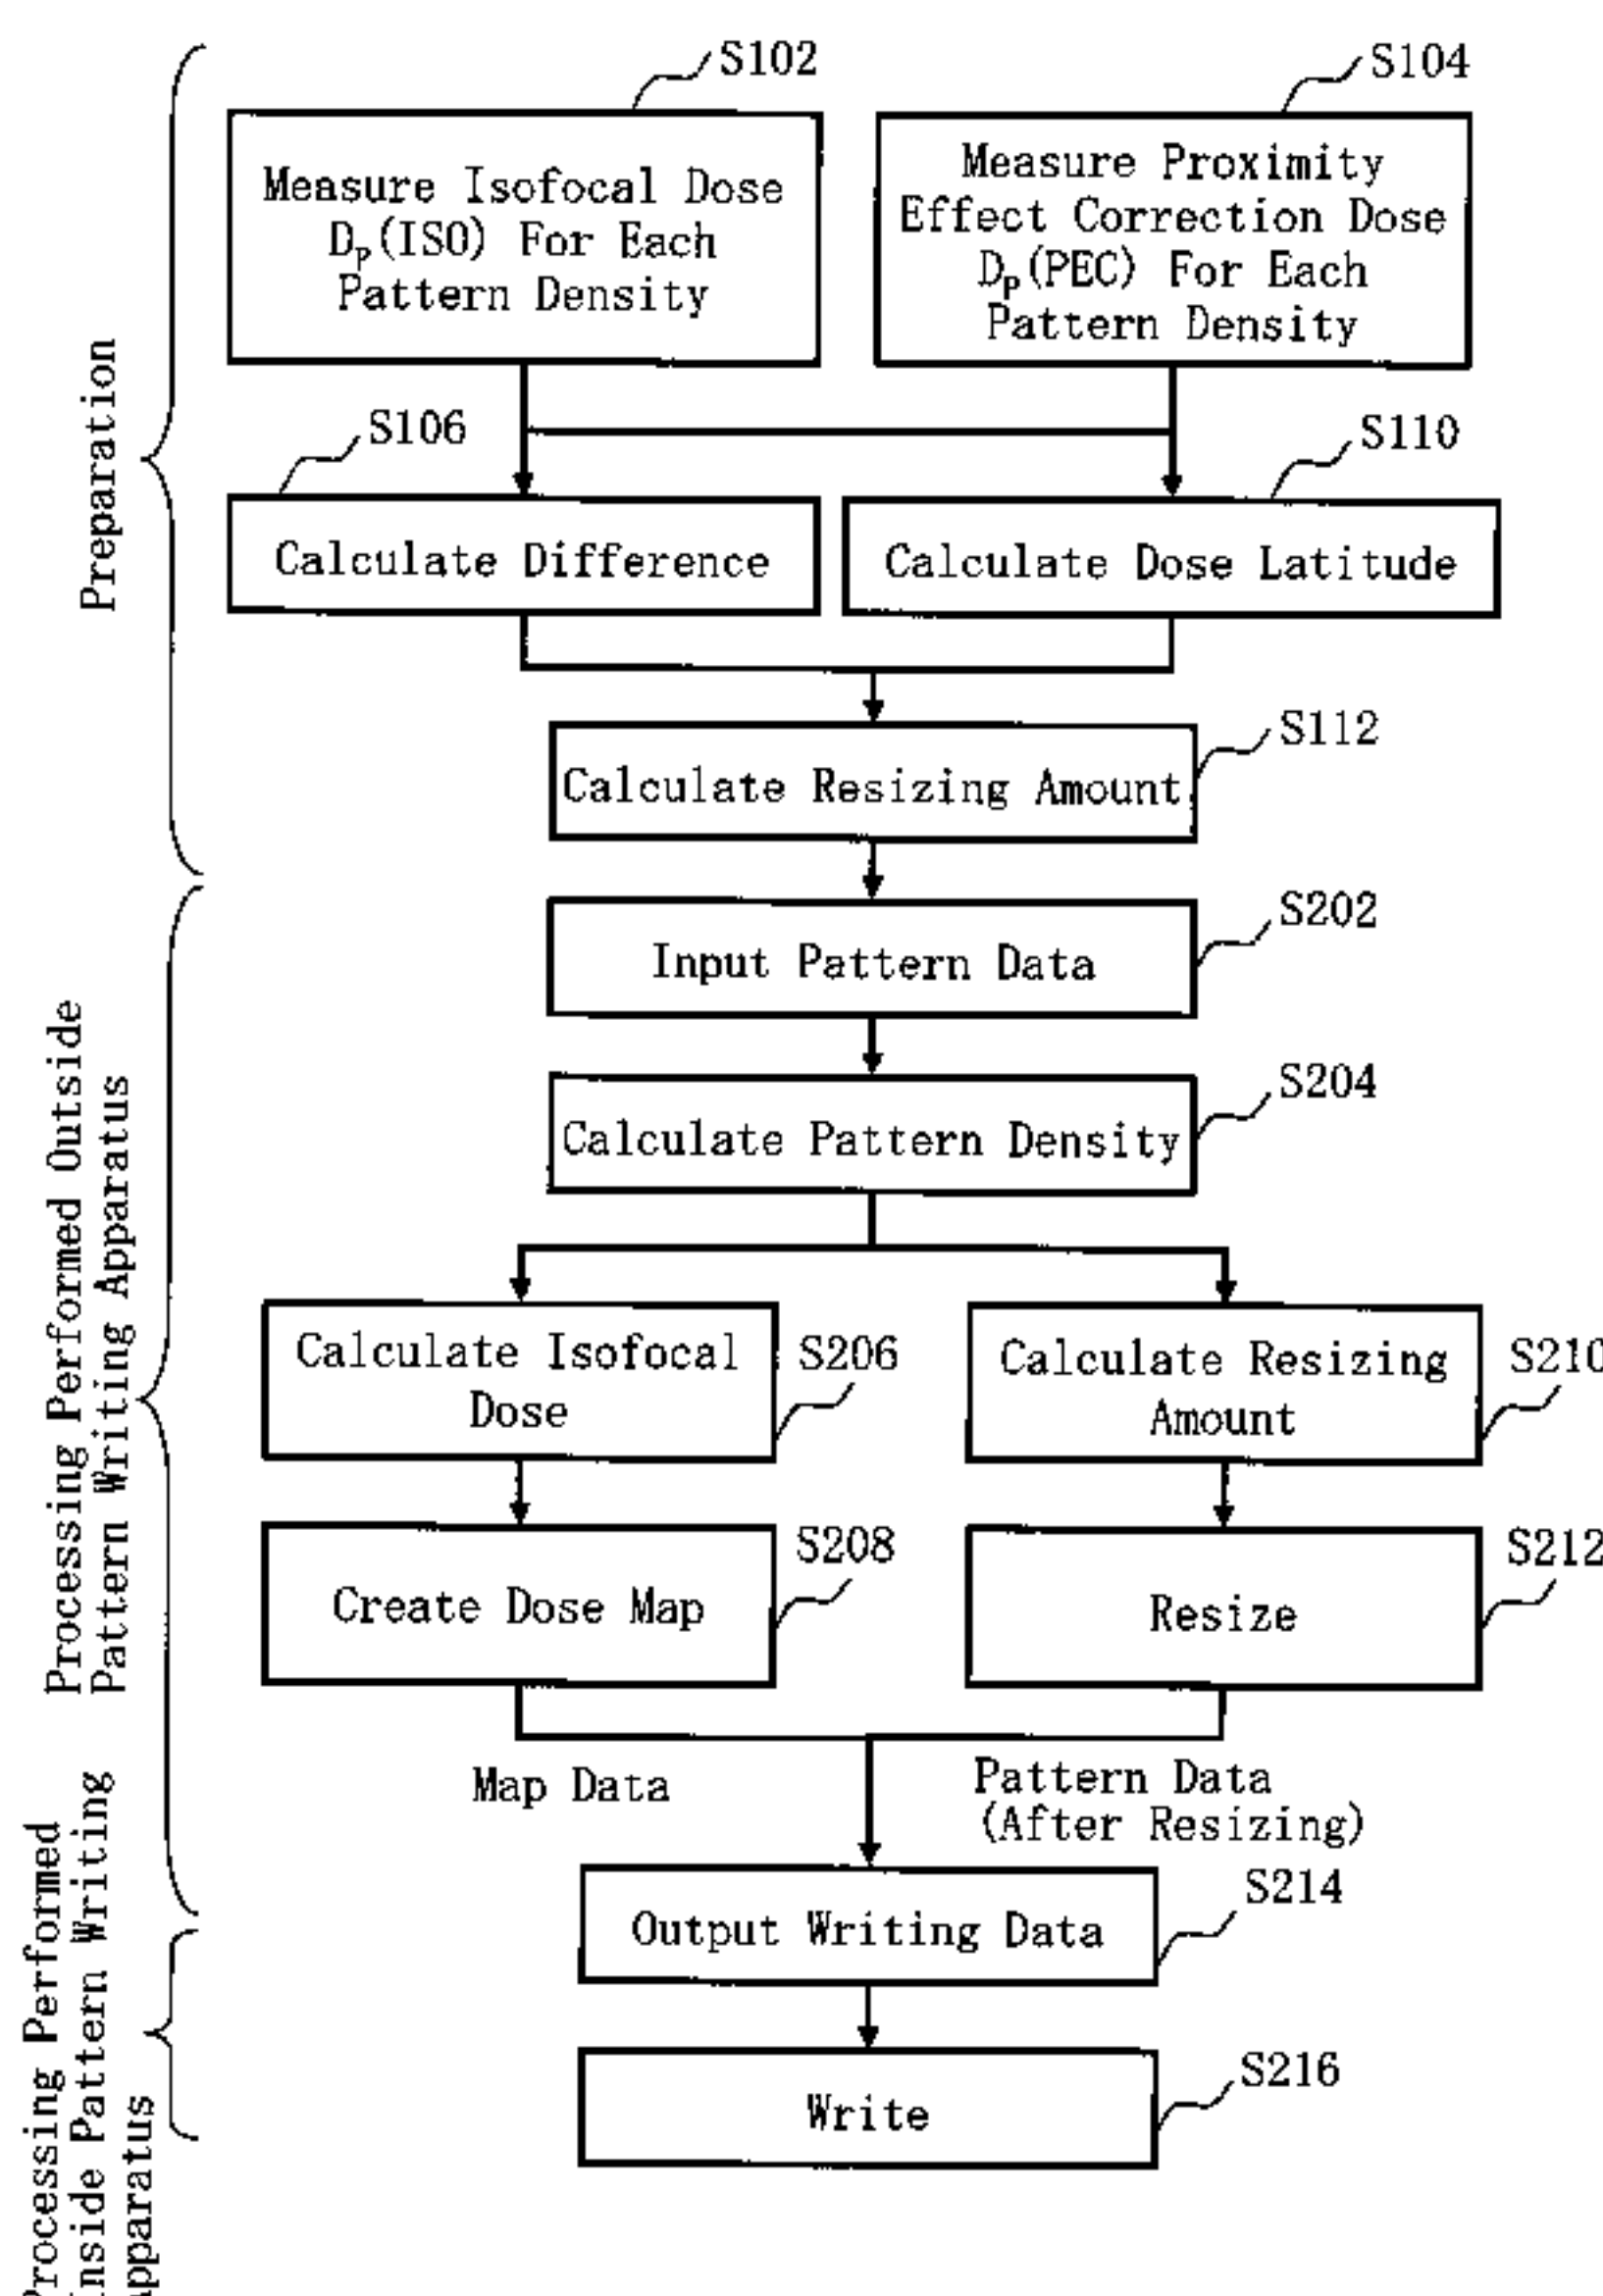 S102
S104
Measure Isofocal Dose
Dp(ISO) For Each
Pattern Density
Measure Proximity
Effect Correction Dose
Dp(PEC) For Each
Pattern Density
Preparation
S106
S110
Calculate Difference
Calculate Dose Latitude
S112
Calculate Resizing Amount
S202
Input Pattern Data
S204
Calculate Pattern Density
Processing Performed Outside
Pattern Writing Apparatus
Calculate Isofocal
Dose
S206
Calculate Resizing
Amount
S210
Create Dose Map
S208
Resize
S212
Map Data
Pattern Data
(After Resizing)
S214
Output Writing Data
Processing Performed
Inside Pattern Writing
Apparatus
S216
Write